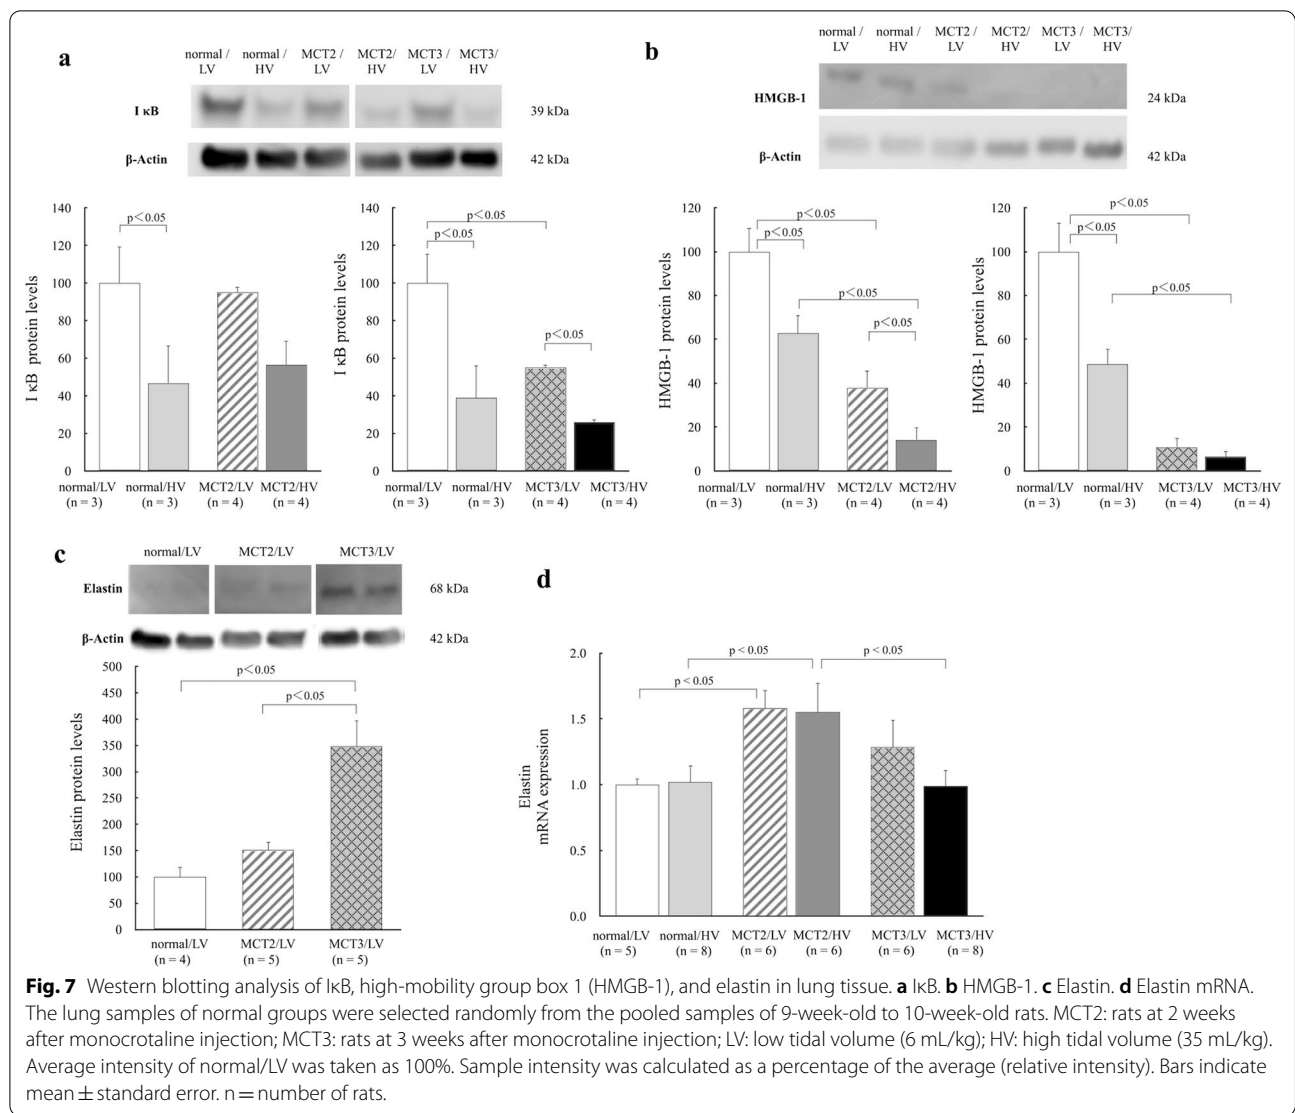 a
normal / LV normal / HV MCT2 / LV MCT2/ HV MCT3 / LV MCT3/ HV
I κB 39 kDa
β-Actin 42 kDa
140
120
100
80
60
40
20
0
I κB protein levels
p<0.05
normal/LV (n = 3) normal/HV (n = 3) MCT2/LV (n = 4) MCT2/HV (n = 4)
140
120
100
80
60
40
20
0
I κB protein levels
p<0.05
p<0.05
p<0.05
normal/LV (n = 3) normal/HV (n = 3) MCT3/LV (n = 4) MCT3/HV (n = 4)
b
normal / LV normal / HV MCT2 / LV MCT2/ HV MCT3 / LV MCT3/ HV
HMGB-1 24 kDa
β-Actin 42 kDa
120
100
80
60
40
20
0
HMGB-1 protein levels
p<0.05
p<0.05
p<0.05
p<0.05
normal/LV (n = 3) normal/HV (n = 3) MCT2/LV (n = 4) MCT2/HV (n = 4)
120
100
80
60
40
20
0
HMGB-1 protein levels
p<0.05
p<0.05
p<0.05
normal/LV (n = 3) normal/HV (n = 3) MCT3/LV (n = 4) MCT3/HV (n = 4)
c
normal/LV MCT2/LV MCT3/LV
Elastin 68 kDa
β-Actin 42 kDa
500
450
400
350
300
250
200
150
100
50
0
Elastin protein levels
p<0.05
p<0.05
normal/LV (n = 4) MCT2/LV (n = 5) MCT3/LV (n = 5)
d
2.0
1.5
1.0
0.5
0.0
Elastin
mRNA expression
p < 0.05
p < 0.05
p < 0.05
normal/LV (n = 5) normal/HV (n = 8) MCT2/LV (n = 6) MCT2/HV (n = 6) MCT3/LV (n = 6) MCT3/HV (n = 8)
Fig. 7 Western blotting analysis of IκB, high-mobility group box 1 (HMGB-1), and elastin in lung tissue. a IκB. b HMGB-1. c Elastin. d Elastin mRNA.
The lung samples of normal groups were selected randomly from the pooled samples of 9-week-old to 10-week-old rats. MCT2: rats at 2 weeks
after monocrotaline injection; MCT3: rats at 3 weeks after monocrotaline injection; LV: low tidal volume (6 mL/kg); HV: high tidal volume (35 mL/kg).
Average intensity of normal/LV was taken as 100%. Sample intensity was calculated as a percentage of the average (relative intensity). Bars indicate
mean ± standard error. n = number of rats.